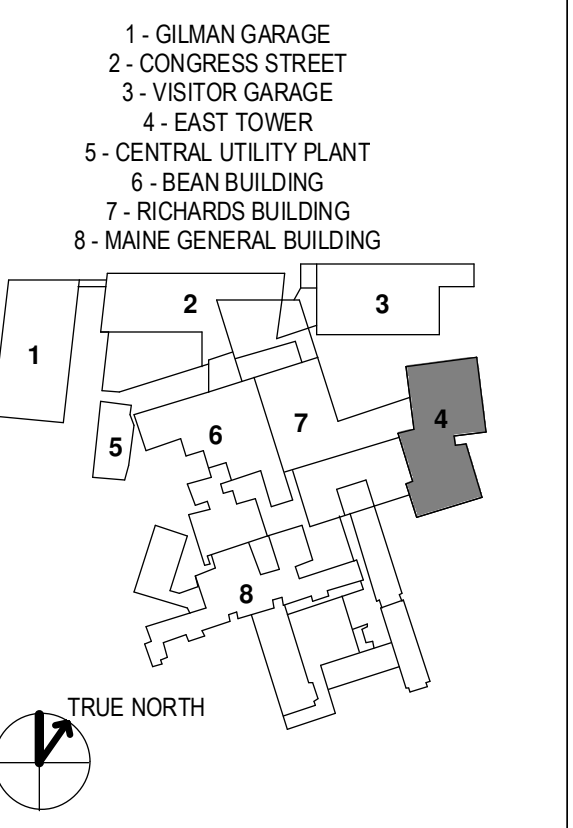 1 - GILMAN GARAGE
2 - CONGRESS STREET
3 - VISITOR GARAGE
4 - EAST TOWER
5 - CENTRAL UTILITY PLANT
6 - BEAN BUILDING
7 - RICHARDS BUILDING
8 - MAINE GENERAL BUILDING
2
3
1
4
7
6
5
8
TRUE NORTH